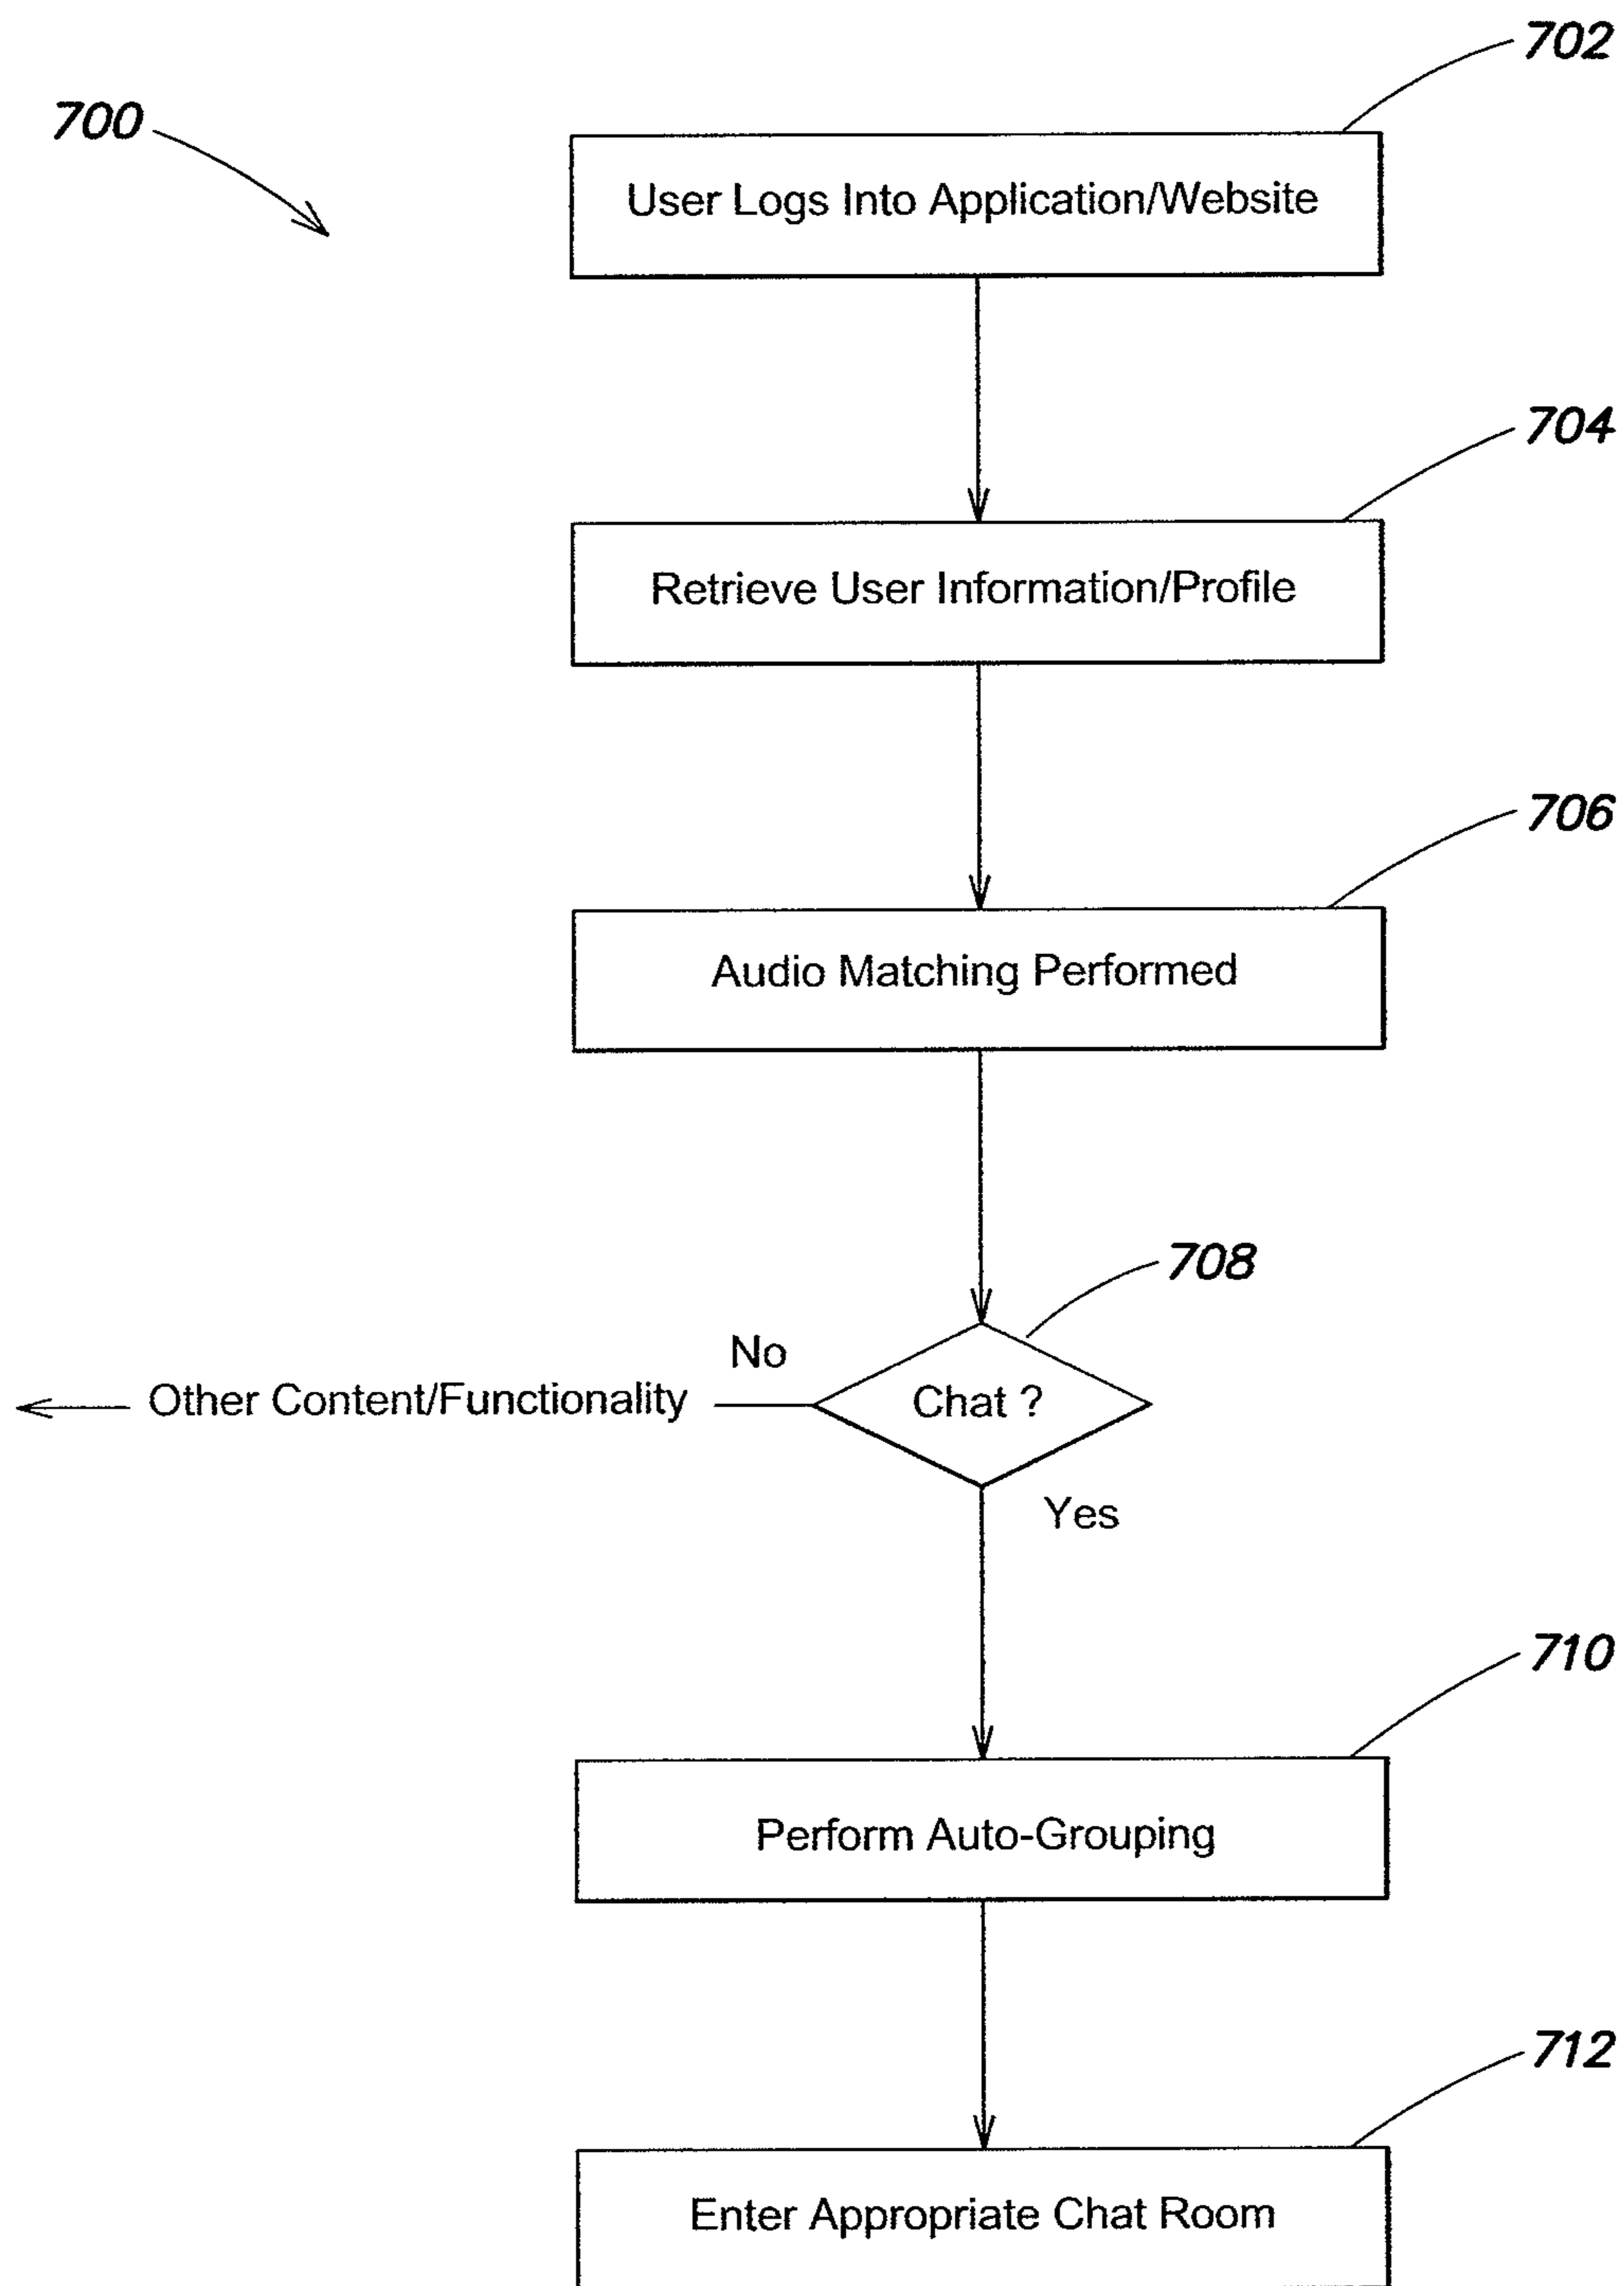 702
700
User Logs Into Application/Website
704
Retrieve User Information/Profile
706
Audio Matching Performed
708
No
Other Content/Functionality
Chat ?
Yes
710
Perform Auto-Grouping
712
Enter Appropriate Chat Room